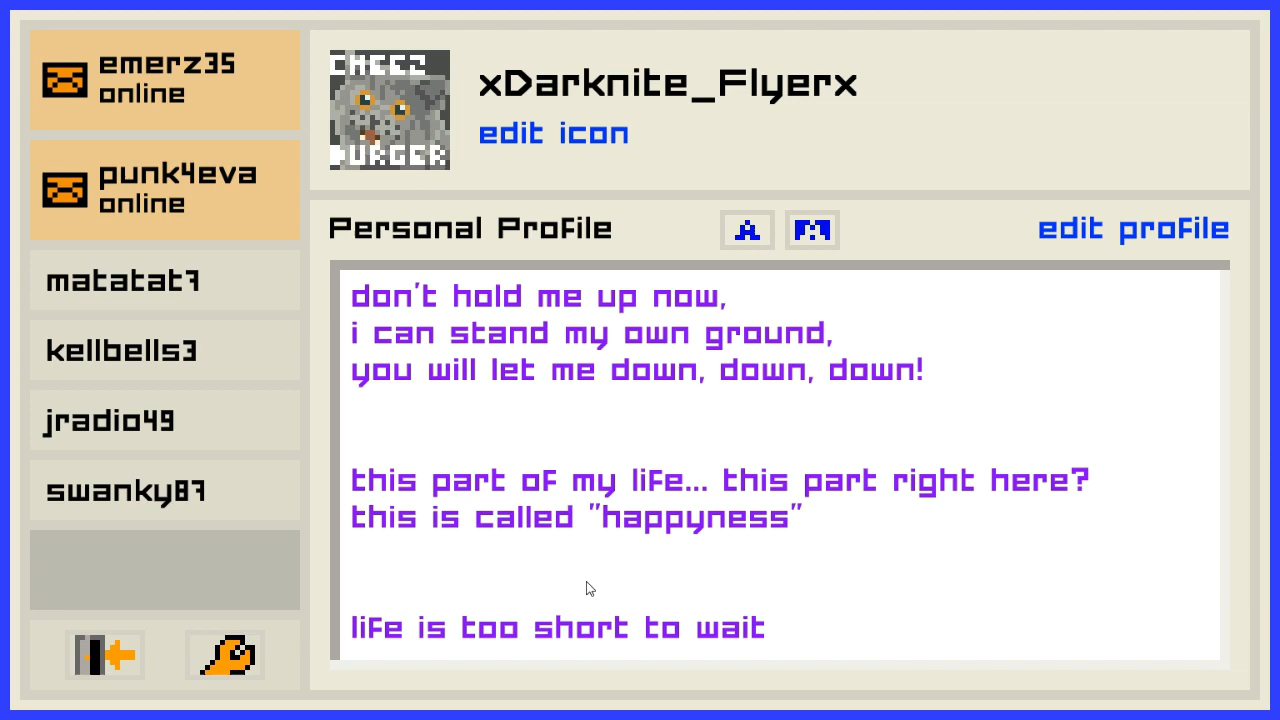 emerz35
online
punk4eva
online
matatat7
kellbells3
jradio49
swanky87
CHEEZ
BURGER
xDarknite_Flyerx
edit icon
Personal Profile
A
edit profile
don't hold me up now,
i can stand my own ground,
you will let me down, down, down!
this part of my life... this part right here?
this is called "happyness"
life is too short to wait